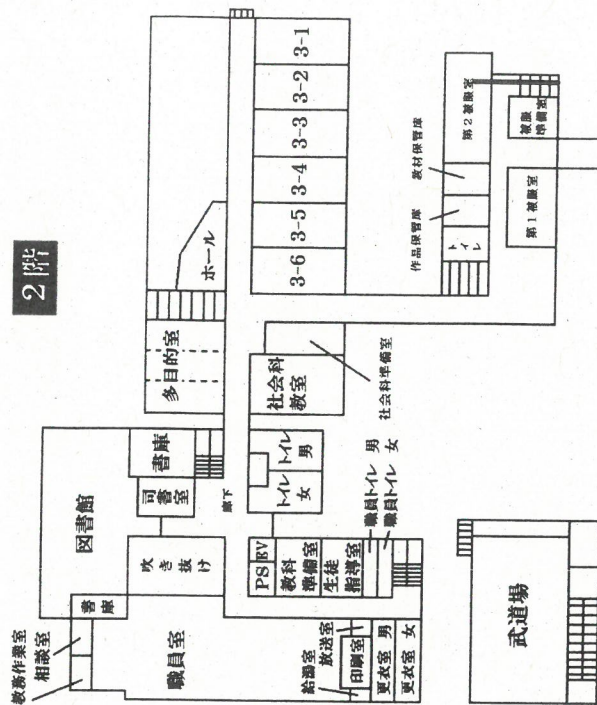 2階
教務作業室
相談室
書庫
図書館
司書室
書庫
吹き抜け
職員室
廊下
多目的室
ホール
3-6
3-5
3-4
3-3
3-2
3-1
社会科
教室
社会科準備室
トイレ 女
トイレ 男
PS
EV
教科
準備室
生徒
指導室
職員トイレ 男
職員トイレ 女
給湯室
放送室
印刷室
更衣室 男
更衣室 女
作品保管庫
教材保管庫
トイレ
第2被服室
第1被服室
被服
準備室
武道場